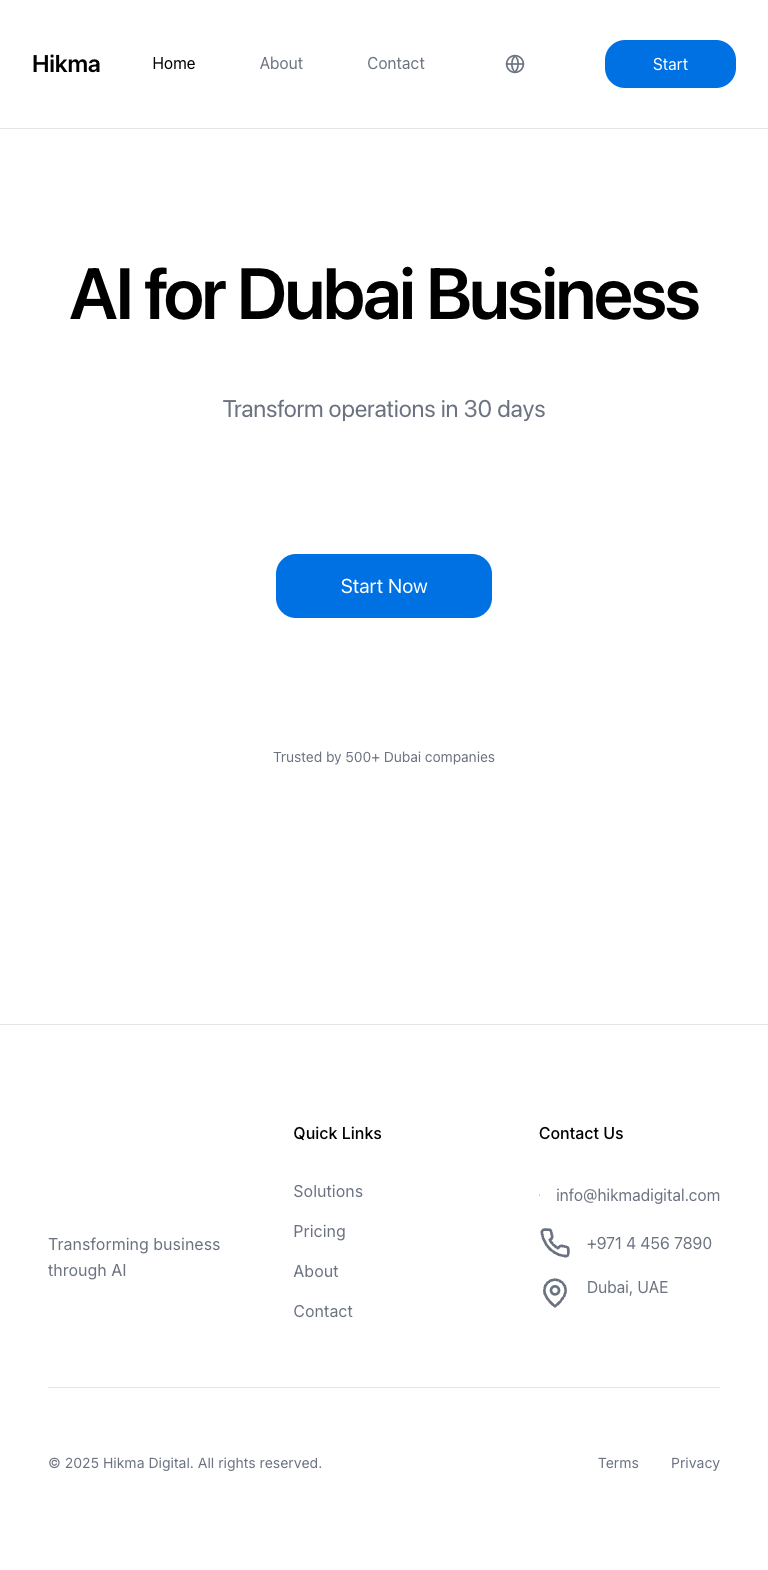 Hikma
Home
About
Contact
Start
AI for Dubai Business
Transform operations in 30 days
Start Now
Trusted by 500+ Dubai companies
Transforming business
through AI
Quick Links
Solutions
Pricing
About
Contact
Contact Us
info@hikmadigital.com
+971 4 456 7890
Dubai, UAE
© 2025 Hikma Digital. All rights reserved.
Terms
Privacy